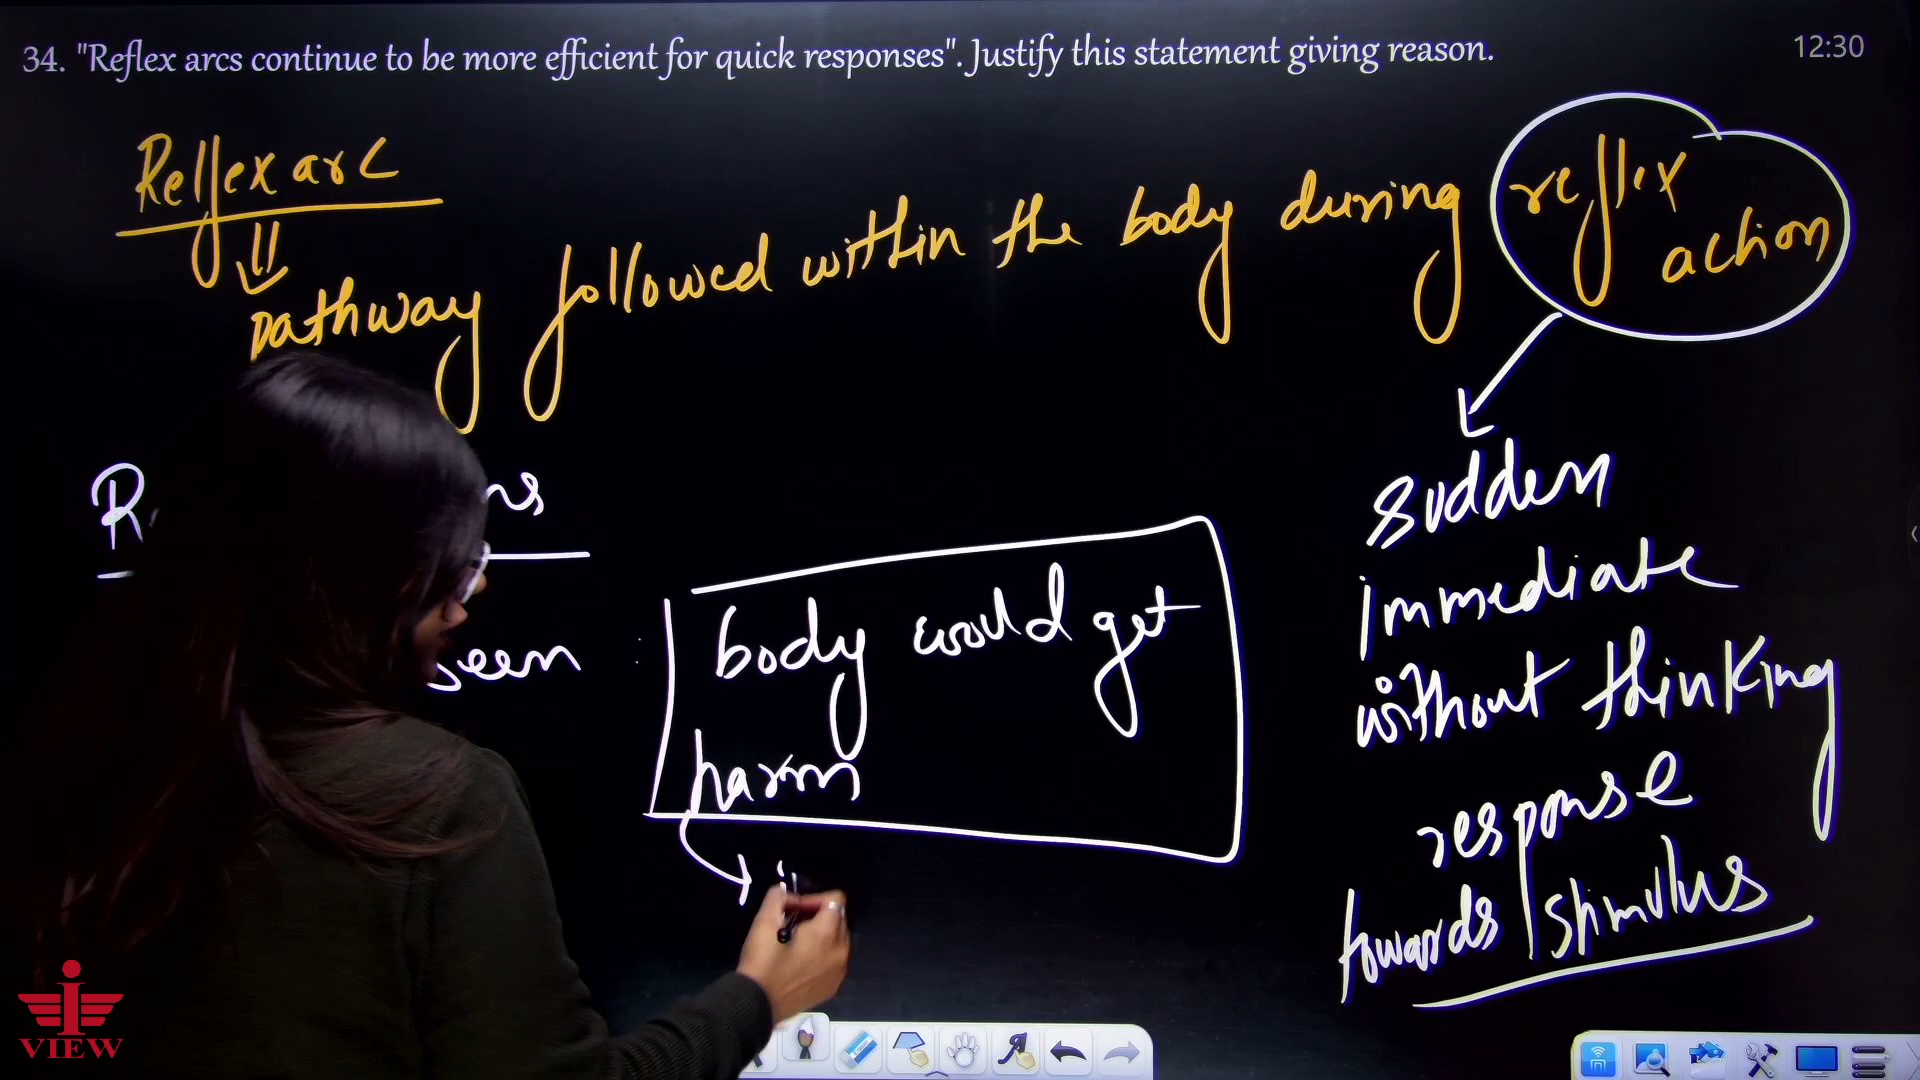 34. "Reflex arcs continue to be more efficient for quick responses". Justify this statement giving reason.
12:30
Reflex arc
pathway followed within the body during reflex action
sudden
immediate
without thinking
response
towards stimulus
body would get
harm
VIEW